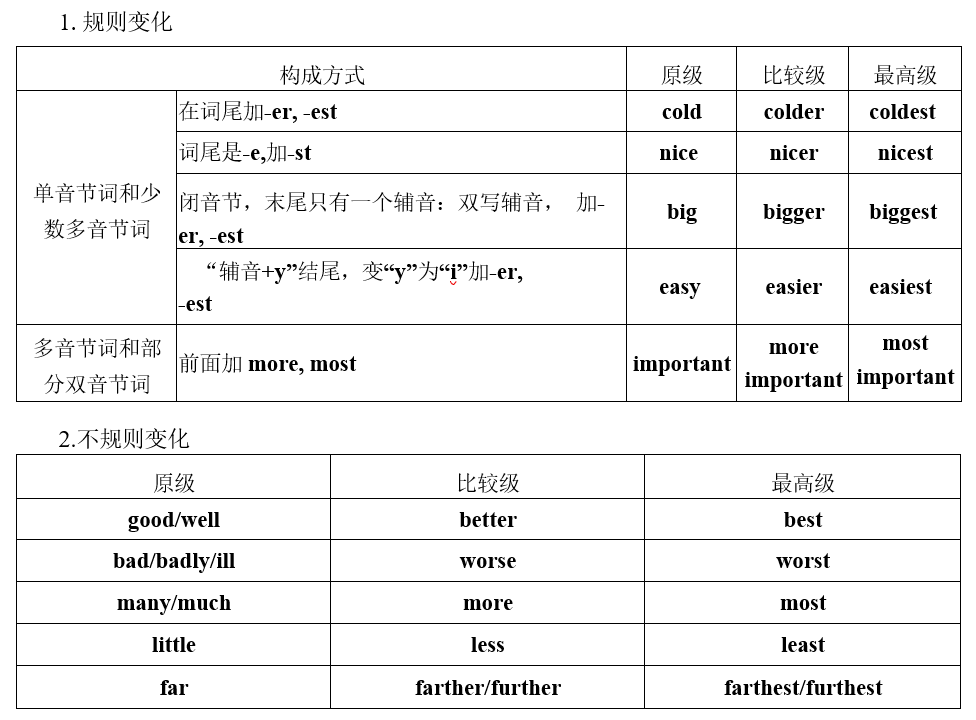 1. 规则变化
构成方式 原级 比较级 最高级
单音节词和少
数多音节词
在词尾加-er, -est cold colder coldest
词尾是-e,加-st nice nicer nicest
闭音节，末尾只有一个辅音：双写辅音， 加-
er, -est
big bigger biggest
“辅音+y”结尾，变“y”为“i”加-er,
-est
easy easier easiest
多音节词和部
分双音节词
前面加 more, most important
more
important
most
important
2.不规则变化
原级 比较级 最高级
good/well better best
bad/badly/ill worse worst
many/much more most
little less least
far farther/further farthest/furthest